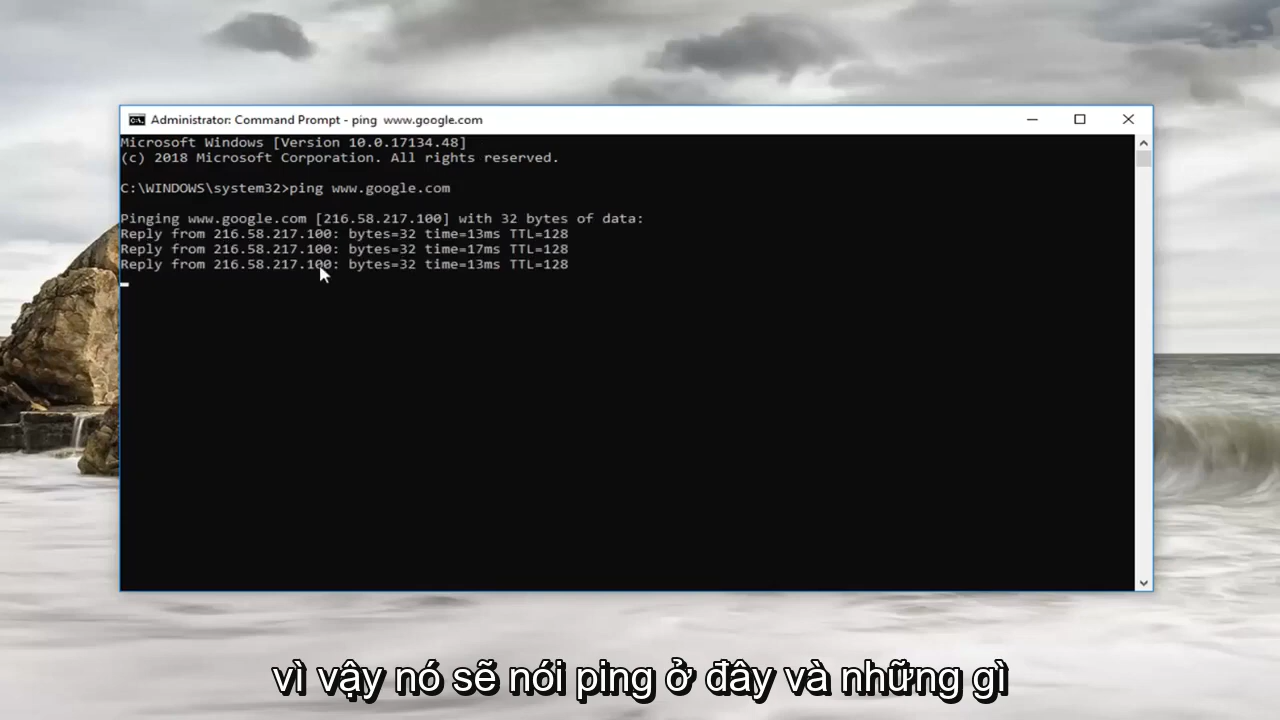 Administrator: Command Prompt - ping  www.google.com
Microsoft Windows [Version 10.0.17134.48]
(c) 2018 Microsoft Corporation. All rights reserved.
C:\WINDOWS\system32>ping www.google.com
Pinging www.google.com [216.58.217.100] with 32 bytes of data:
Reply from 216.58.217.100: bytes=32 time=13ms TTL=128
Reply from 216.58.217.100: bytes=32 time=17ms TTL=128
Reply from 216.58.217.100: bytes=32 time=13ms TTL=128
vì vậy nó sẽ nói ping ở đây và những gì